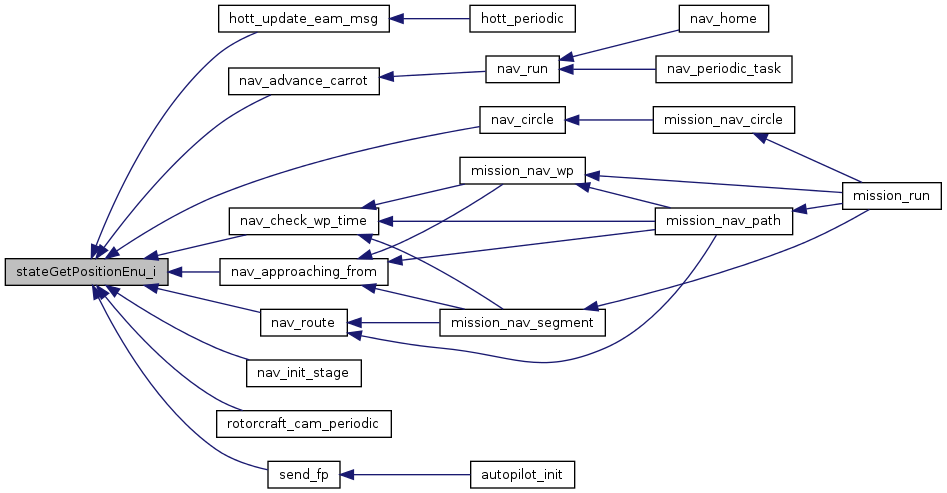 hott_update_eam_msg
hott_periodic
nav_home
nav_advance_carrot
nav_run
nav_periodic_task
nav_circle
mission_nav_circle
mission_nav_wp
mission_run
nav_check_wp_time
mission_nav_path
stateGetPositionEnu_i
nav_approaching_from
nav_route
mission_nav_segment
nav_init_stage
rotorcraft_cam_periodic
send_fp
autopilot_init